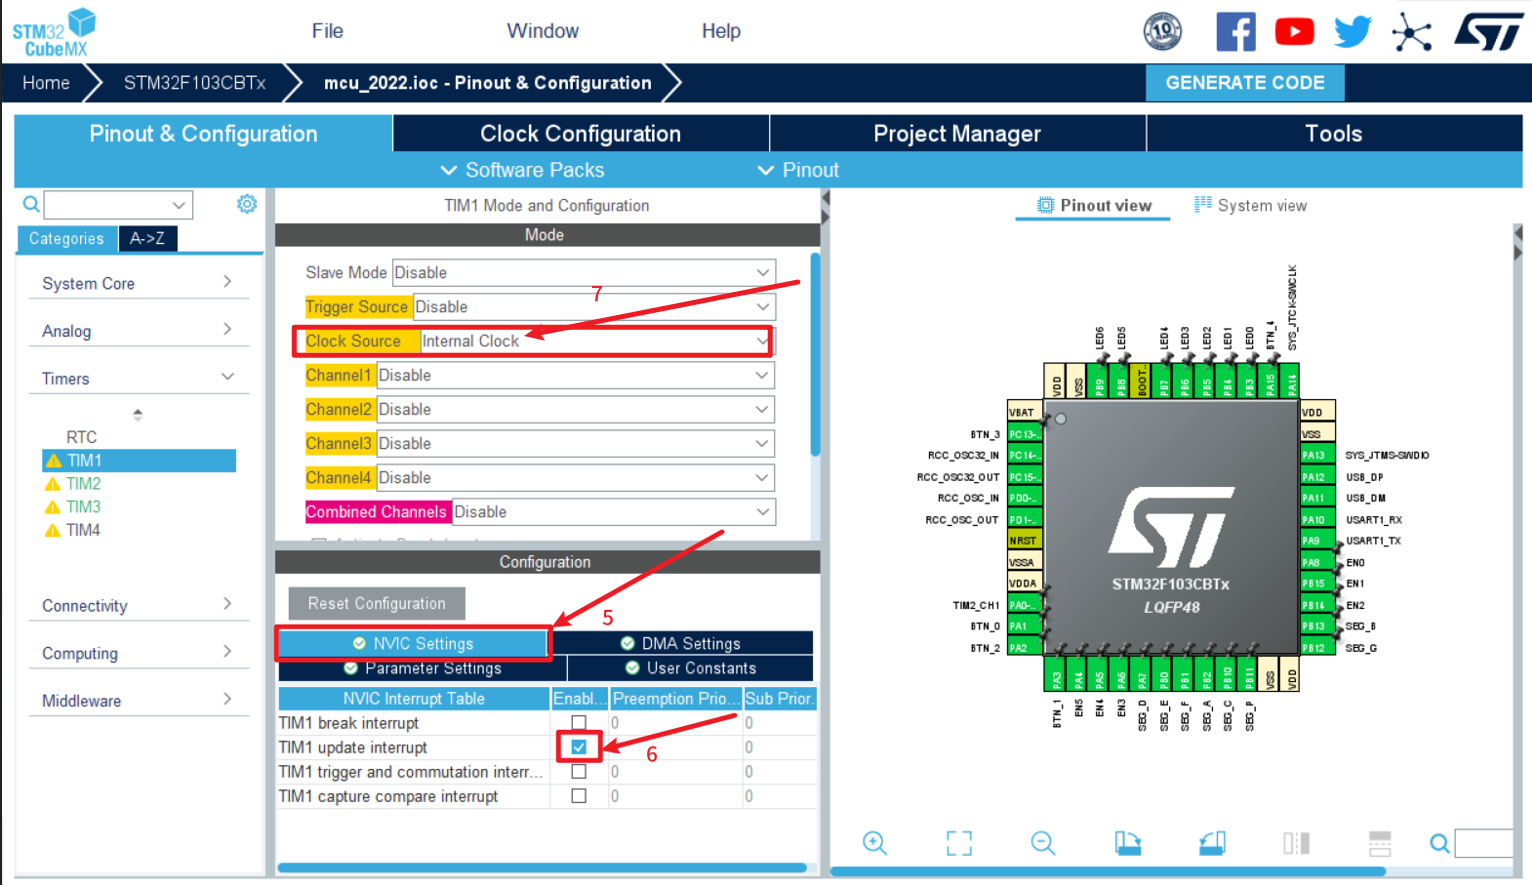 STM32
CubeMX
File
Window
Help
10
YEARS
Home
STM32F103CBTx
mcu_2022.ioc - Pinout & Configuration
GENERATE CODE
Pinout & Configuration
Clock Configuration
Project Manager
Tools
Software Packs
Pinout
Categories
A->Z
System Core
Analog
Timers
RTC
TIM1
TIM2
TIM3
TIM4
Connectivity
Computing
Middleware
TIM1 Mode and Configuration
Mode
Slave Mode Disable
7
Trigger Source Disable
Clock Source Internal Clock
Channel1 Disable
Channel2 Disable
Channel3 Disable
Channel4 Disable
Combined Channels Disable
Configuration
Reset Configuration
5
NVIC Settings
DMA Settings
Parameter Settings
User Constants
NVIC Interrupt Table Enabl... Preemption Prio... Sub Prior.
TIM1 break interrupt 0 0
TIM1 update interrupt 0
6
TIM1 trigger and commutation interr... 0 0
TIM1 capture compare interrupt 0 0
Pinout view
System view
LED6
LED5
LED4
LED3
LED2
LED1
LED0
BTN_4
SYS_JTCK-SWCLK
VDD
VSS
PB9
PB8
BOOT..
PB7
PB6
PB5
PB4
PB3
PA15
PA14
VBAT
BTN_3 PC13-..
RCC_OSC32_IN PC14-..
RCC_OSC32_OUT PC15-..
RCC_OSC_IN PD0-..
RCC_OSC_OUT PD1-..
NRST
VSSA
VDDA
TIM2_CH1 PA0-..
BTN_0 PA1
BTN_2 PA2
STM32F103CBTx
LQFP48
VDD
VSS
PA13 SYS_JTMS-SWDIO
PA12 USB_DP
PA11 USB_DM
PA10 USART1_RX
PA9 USART1_TX
PA8 EN0
PB15 EN1
PB14 EN2
PB13 SEG_B
PB12 SEG_G
PA3
PA4
PA5
PA6
PA7
PB0
PB1
PB2
PB10
PB11
VSS
VDD
BTN_1
EN5
EN4
EN3
SEG_D
SEG_E
SEG_F
SEG_A
SEG_C
SEG_P